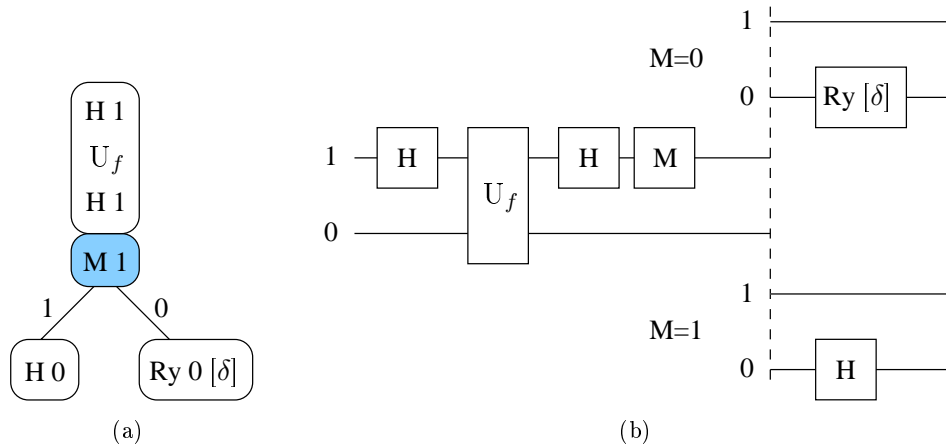 H 1
U_f
H 1
M 1
1 0
H 0 Ry 0 [δ]
(a)
1
M=0
0 Ry [δ]
1 H U_f H M
0
1
M=1
0 H
(b)